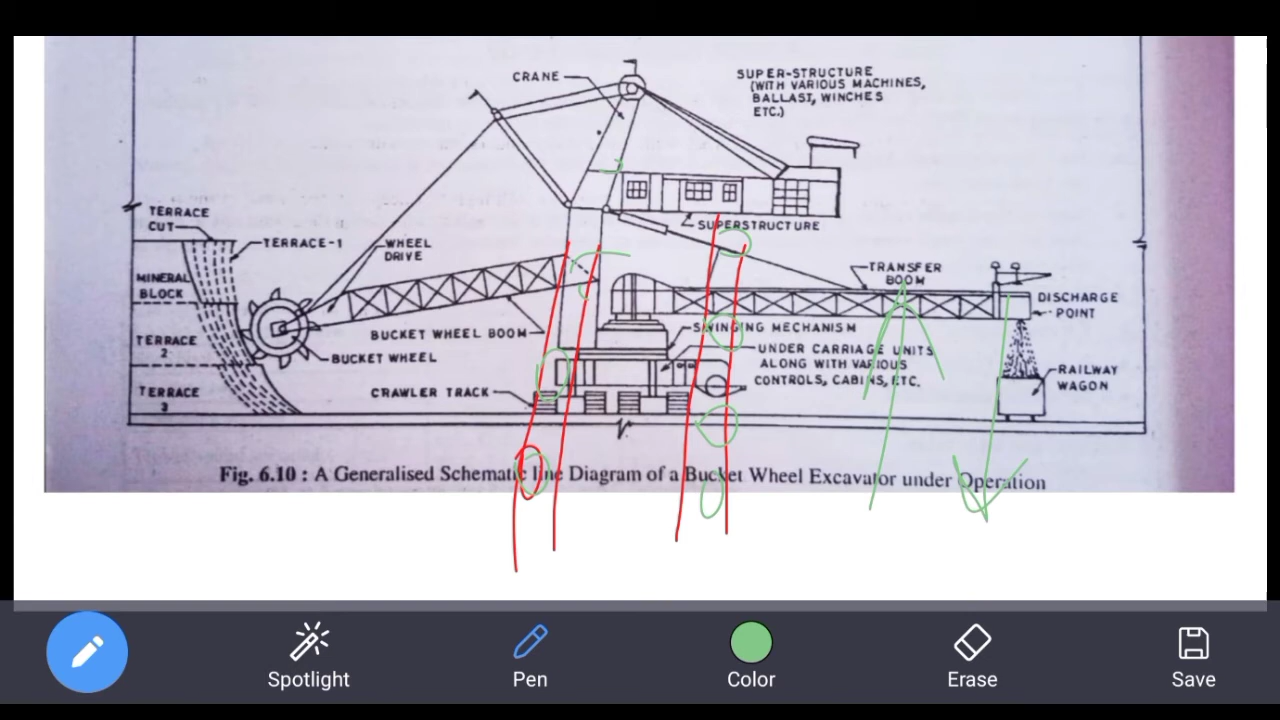 CRANE
SUPER-STRUCTURE
(WITH VARIOUS MACHINES,
BALLAST, WINCHES
ETC.)
TERRACE
CUT
TERRACE-1
WHEEL
DRIVE
SUPERSTRUCTURE
TRANSFER
BOOM
MINERAL
BLOCK
DISCHARGE
POINT
BUCKET WHEEL BOOM
SWINGING MECHANISM
TERRACE
2
BUCKET WHEEL
UNDER CARRIAGE UNITS
ALONG WITH VARIOUS
CONTROLS, CABINS, ETC.
RAILWAY
WAGON
TERRACE
3
CRAWLER TRACK
Fig. 6.10 : A Generalised Schematic line Diagram of a Bucket Wheel Excavator under Operation
Spotlight
Pen
Color
Erase
Save